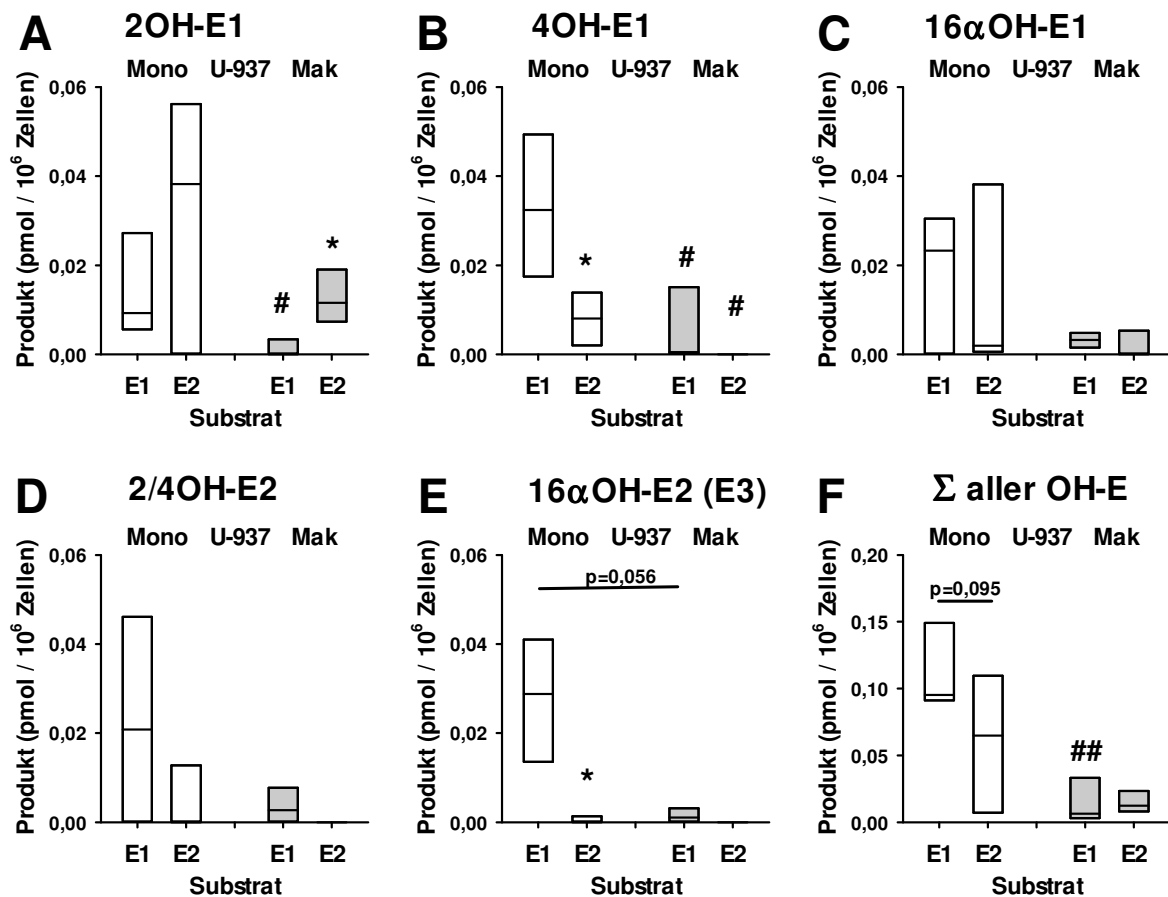 A 2OH-E1
Mono U-937 Mak
Produkt (pmol / 10⁶ Zellen)
0,06
0,04
0,02
0,00
#
*
E1 E2 E1 E2
Substrat
B 4OH-E1
Mono U-937 Mak
Produkt (pmol / 10⁶ Zellen)
0,06
0,04
0,02
0,00
*
#
#
E1 E2 E1 E2
Substrat
C 16αOH-E1
Mono U-937 Mak
Produkt (pmol / 10⁶ Zellen)
0,06
0,04
0,02
0,00
E1 E2 E1 E2
Substrat
D 2/4OH-E2
Mono U-937 Mak
Produkt (pmol / 10⁶ Zellen)
0,06
0,04
0,02
0,00
E1 E2 E1 E2
Substrat
E 16αOH-E2 (E3)
Mono U-937 Mak
Produkt (pmol / 10⁶ Zellen)
0,06
0,04
0,02
0,00
p=0,056
*
E1 E2 E1 E2
Substrat
F Σ aller OH-E
Mono U-937 Mak
Produkt (pmol / 10⁶ Zellen)
0,20
0,15
0,10
0,05
0,00
p=0,095
##
E1 E2 E1 E2
Substrat